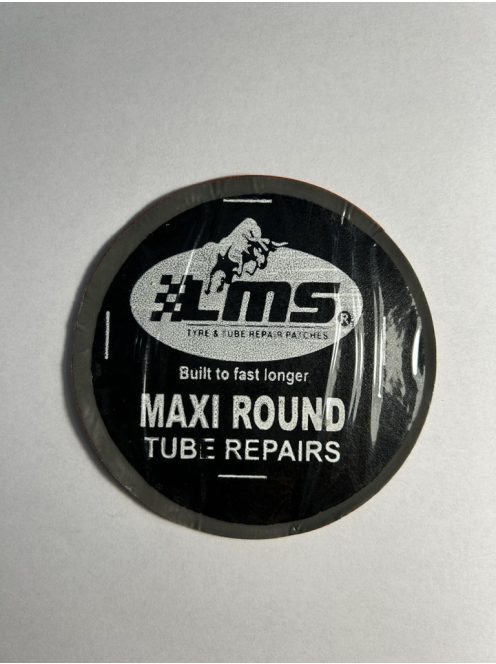 LMS®
TYRE & TUBE REPAIR PATCHES
Built to fast longer
MAXI ROUND
TUBE REPAIRS